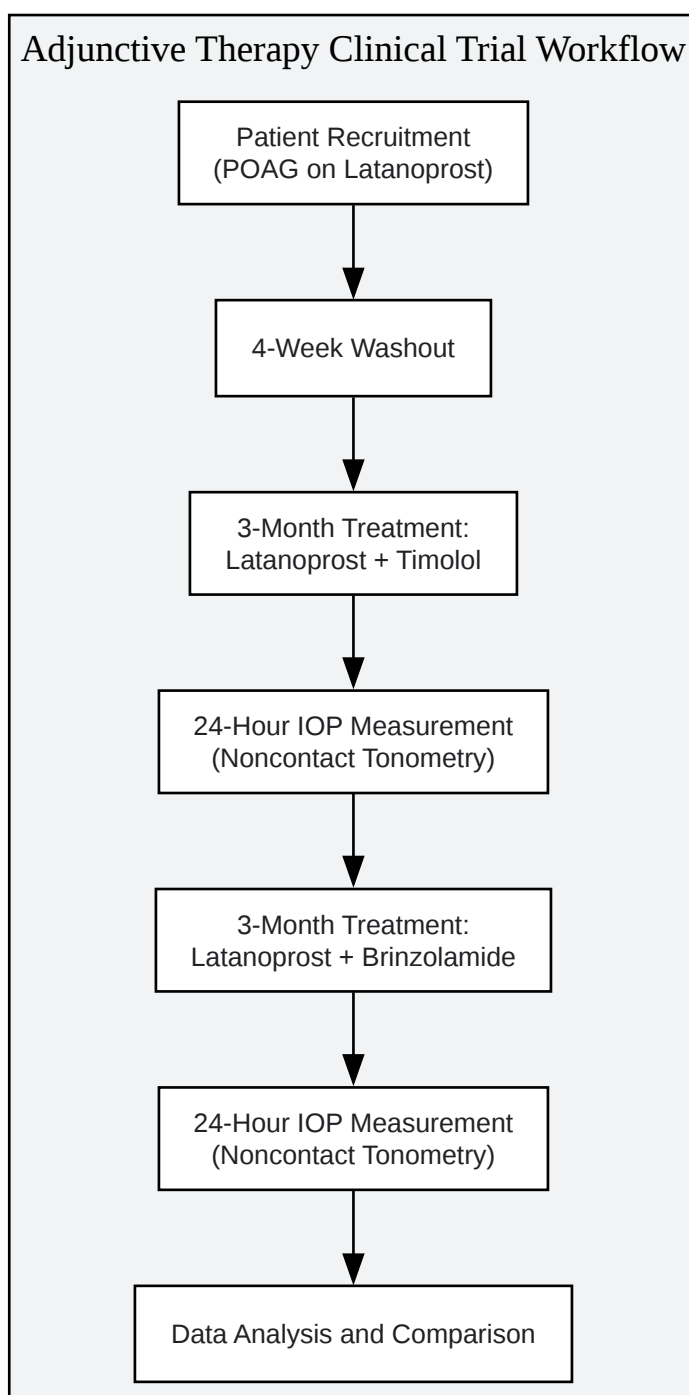 Adjunctive Therapy Clinical Trial Workflow
Patient Recruitment
(POAG on Latanoprost)
4-Week Washout
3-Month Treatment:
Latanoprost + Timolol
24-Hour IOP Measurement
(Noncontact Tonometry)
3-Month Treatment:
Latanoprost + Brinzolamide
24-Hour IOP Measurement
(Noncontact Tonometry)
Data Analysis and Comparison